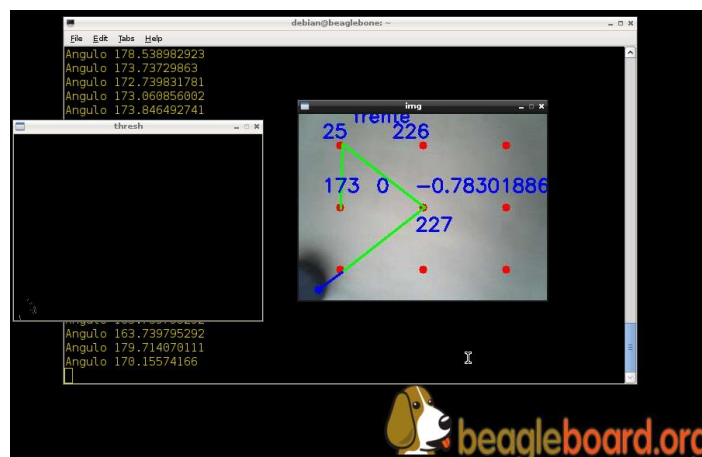 debian@beaglebone: ~
File Edit Tabs Help
Angulo 178.538982923
Angulo 173.73729863
Angulo 172.739831781
Angulo 173.060856002
Angulo 173.846492741
thresh
img
frente
25 226
173 0 -0.78301886
227
Angulo 163.739795292
Angulo 179.714070111
Angulo 170.15574166
beagleboard.org